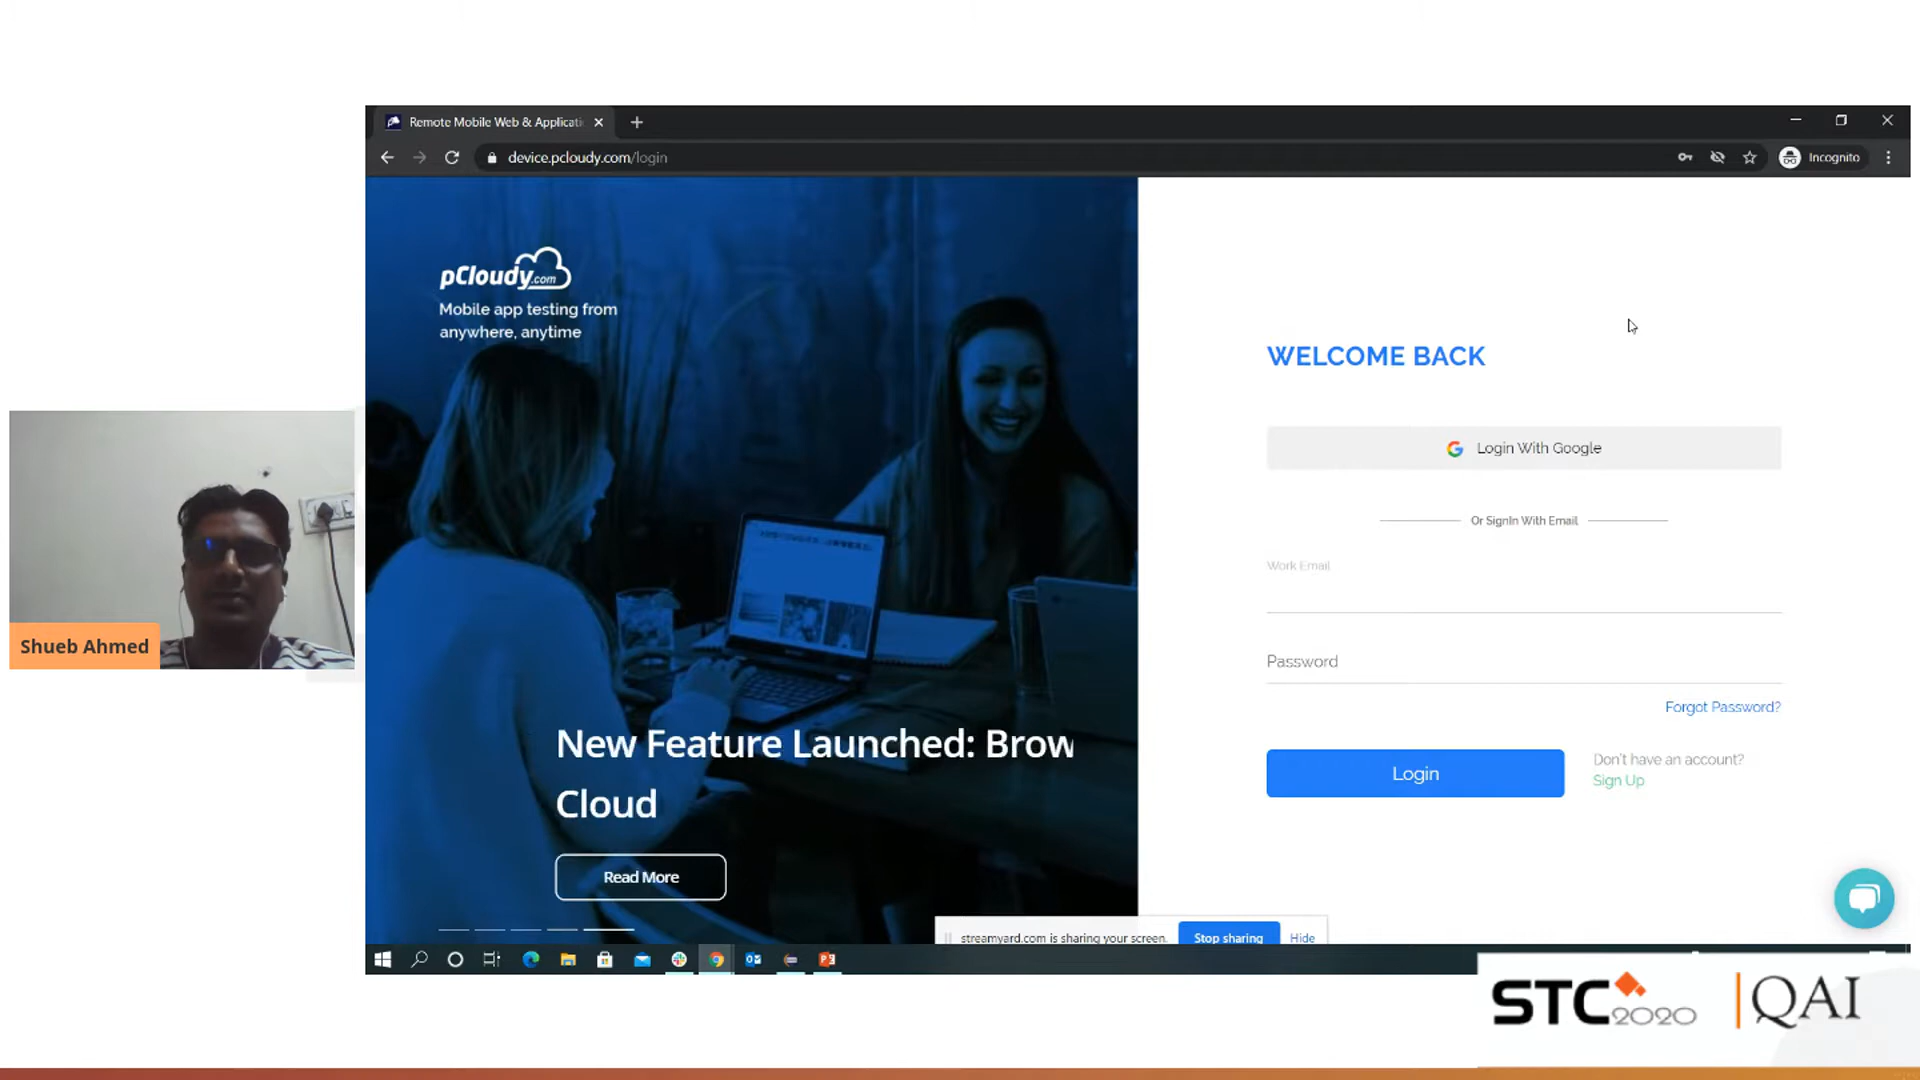 Remote Mobile Web & Applicati
device.pcloudy.com/login
Incognito
pCloudy.com
Mobile app testing from
anywhere, anytime
New Feature Launched: Brow
Cloud
Read More
WELCOME BACK
Login With Google
Or SignIn With Email
Work Email
Password
Forgot Password?
Login
Don't have an account?
Sign Up
streamyard.com is sharing your screen.
Stop sharing
Hide
Shueb Ahmed
STC 2020
QAI